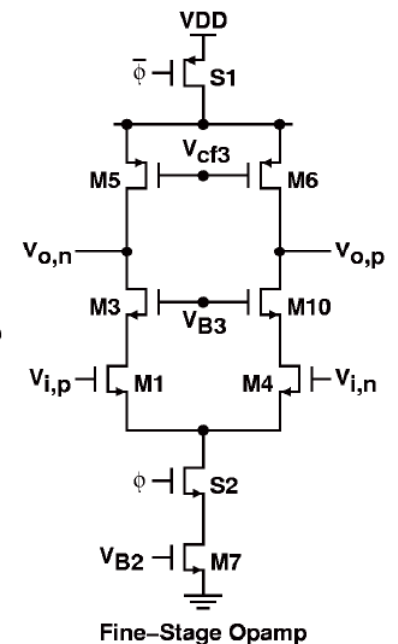 VDD
φ̅ S1
Vcf3
M5 M6
Vo,n Vo,p
M3 M10
VB3
Vi,p M1 M4 Vi,n
φ S2
VB2 M7
Fine–Stage Opamp